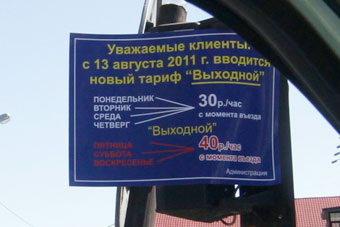 Уважаемые клиенты.
с 13 августа 2011 г. вводится
новый тариф "Выходной"
ПОНЕДЕЛЬНИК
ВТОРНИК
СРЕДА
ЧЕТВЕРГ
30р./час
с момента въезда
"Выходной"
ПЯТНИЦА
СУББОТА
ВОСКРЕСЕНЬЕ
40р./час
с момента въезда
Администрация